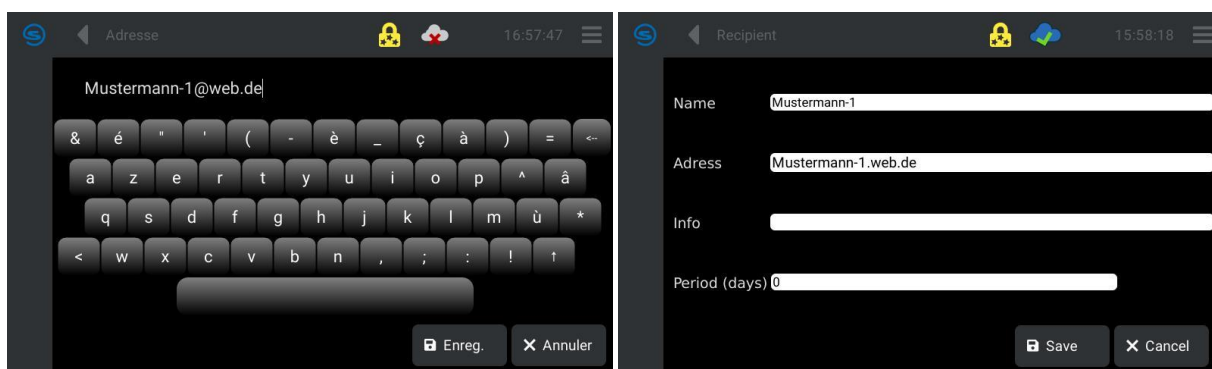 Adresse 16:57:47
Mustermann-1@web.de
& é " ' ( - è _ ç à ) = <--
a z e r t y u i o p ^ â
q s d f g h j k l m ù *
< w x c v b n , ; : ! ↑
Enreg. Annuler
Recipient 15:58:18
Name Mustermann-1
Adress Mustermann-1.web.de
Info
Period (days) 0
Save Cancel